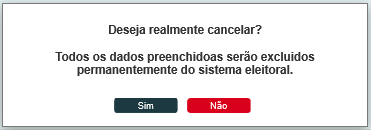 Deseja realmente cancelar?
Todos os dados preenchidoas serão excluidos
permanentemente do sistema eleitoral.
Sim Não